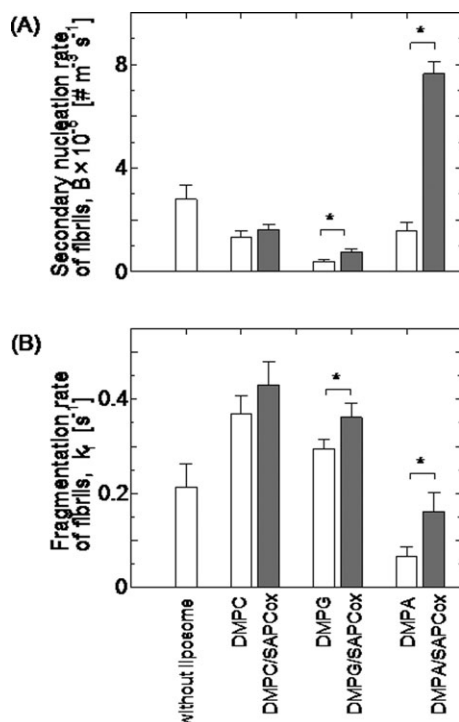 (A)
Secondary nucleation rate
of fibrils, B×10⁻⁶ [# m⁻³ s⁻¹]
8
4
0
*
*
(B)
Fragmentation rate
of fibrils, kf [s⁻¹]
0.4
0.2
0
*
*
without liposome
DMPC
DMPC/SAPCox
DMPG
DMPG/SAPCox
DMPA
DMPA/SAPCox